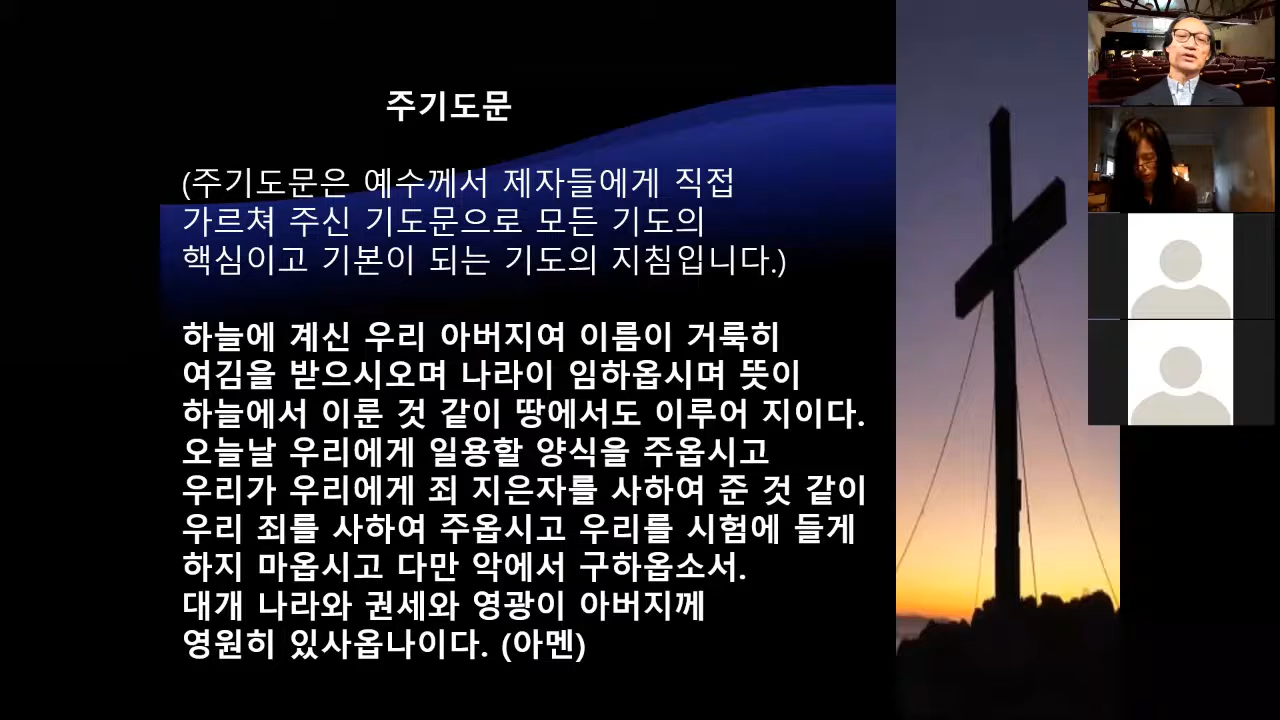 주기도문
(주기도문은 예수께서 제자들에게 직접
가르쳐 주신 기도문으로 모든 기도의
핵심이고 기본이 되는 기도의 지침입니다.)
하늘에 계신 우리 아버지여 이름이 거룩히
여김을 받으시오며 나라이 임하옵시며 뜻이
하늘에서 이룬 것 같이 땅에서도 이루어 지이다.
오늘날 우리에게 일용할 양식을 주옵시고
우리가 우리에게 죄 지은자를 사하여 준 것 같이
우리 죄를 사하여 주옵시고 우리를 시험에 들게
하지 마옵시고 다만 악에서 구하옵소서.
대개 나라와 권세와 영광이 아버지께
영원히 있사옵나이다. (아멘)